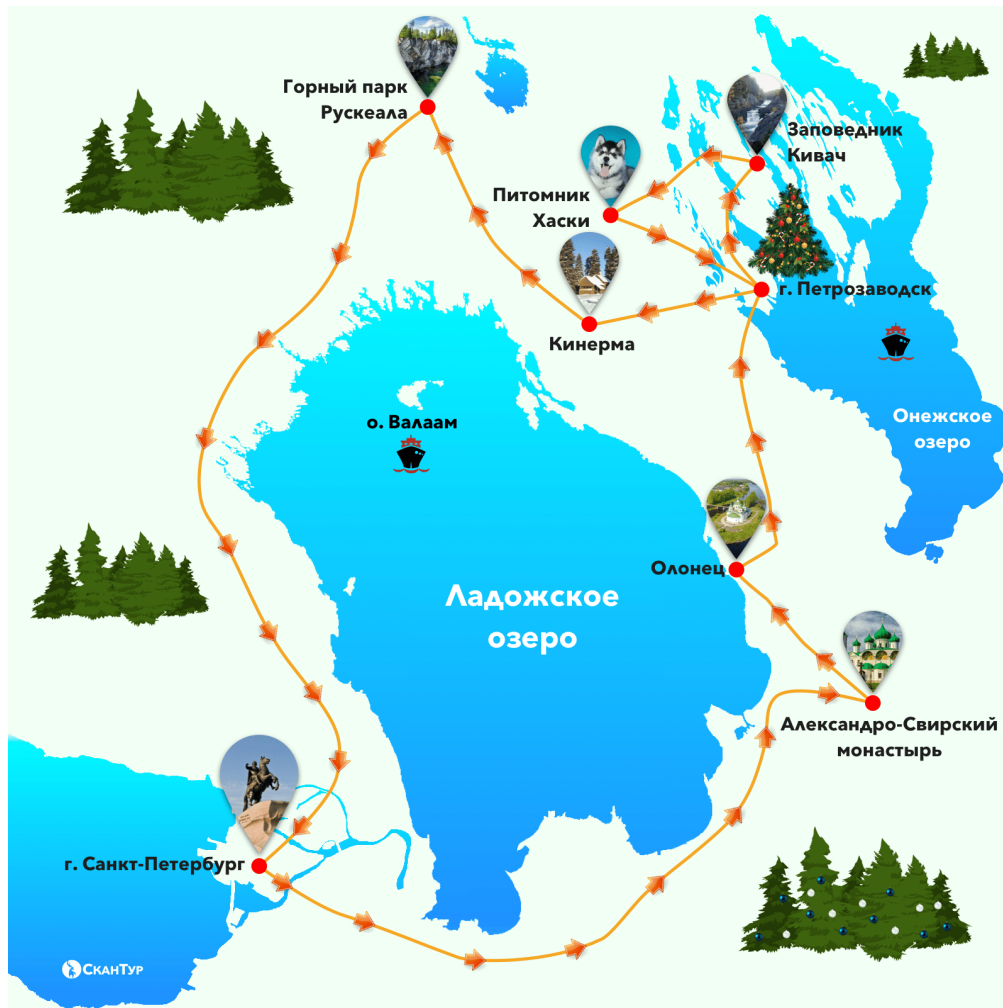 Горный парк
Рускеала
Заповедник
Кивач
Питомник
Хаски
г. Петрозаводск
Кинерма
о. Валаам
Онежское
озеро
Олонец
Ладожское
озеро
Александро-Свирский
монастырь
г. Санкт-Петербург
СканТур